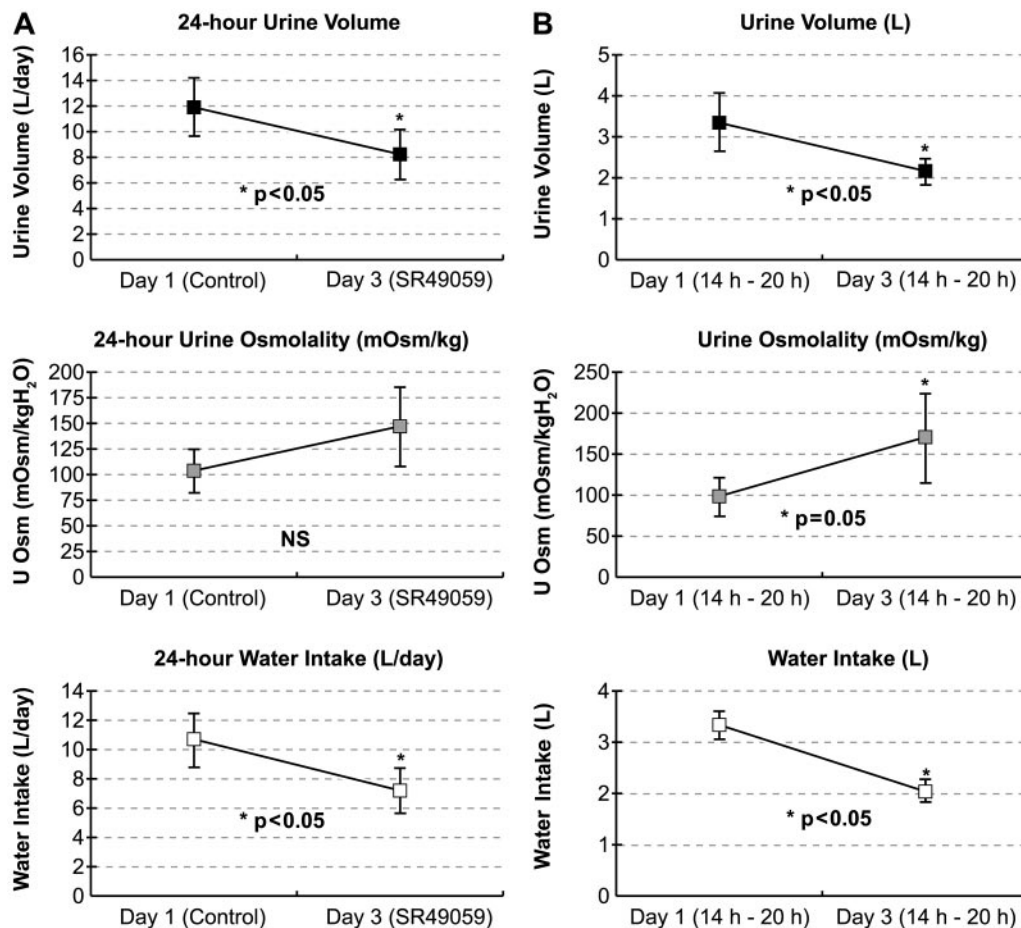 A
24-hour Urine Volume
Urine Volume (L/day)
16
14
12
10
8
6
4
2
0
*
* p<0.05
Day 1 (Control)
Day 3 (SR49059)
24-hour Urine Osmolality (mOsm/kg)
U Osm (mOsm/kgH₂O)
200
175
150
125
100
75
50
25
0
NS
Day 1 (Control)
Day 3 (SR49059)
24-hour Water Intake (L/day)
Water Intake (L/day)
14
12
10
8
6
4
2
0
*
* p<0.05
Day 1 (Control)
Day 3 (SR49059)
B
Urine Volume (L)
Urine Volume (L)
5
4
3
2
1
0
*
* p<0.05
Day 1 (14 h - 20 h)
Day 3 (14 h - 20 h)
Urine Osmolality (mOsm/kg)
U Osm (mOsm/kgH₂O)
250
200
150
100
50
0
*
* p=0.05
Day 1 (14 h - 20 h)
Day 3 (14 h - 20 h)
Water Intake (L)
Water Intake (L)
4
3
2
1
0
*
* p<0.05
Day 1 (14 h - 20 h)
Day 3 (14 h - 20 h)